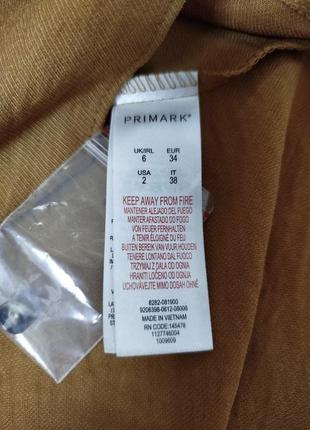 PRIMARK®
UK/IRL EUR
6 34
USA IT
2 38
KEEP AWAY FROM FIRE
MANTENER ALEJADO DEL FUEGO
MANTER AFASTADO DO FOGO
VON FEUER FERNHALTEN
A TENIR ÉLOIGNÉ DU FEU
BUITEN BEREIK VAN VUUR HOUDEN
TENERE LONTANO DAL FUOCO
TRZYMAJ Z DALA OD OGNIA
HRANITI LOČENO OD OGNJA
UCHOVÁVEJTE MIMO DOSAH OHNĚ
8282-081900
9208398-0612-08006
MADE IN VIETNAM
RN CODE:145478
1127746004
1009609